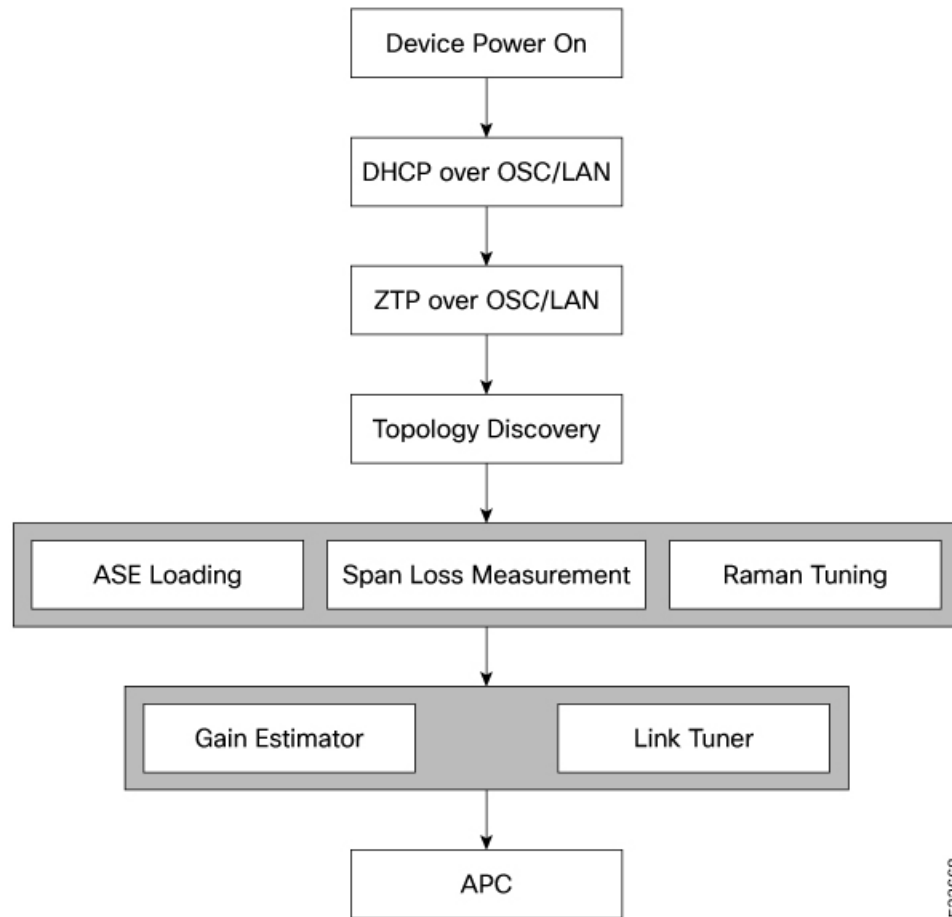 Device Power On
DHCP over OSC/LAN
ZTP over OSC/LAN
Topology Discovery
ASE Loading
Span Loss Measurement
Raman Tuning
Gain Estimator
Link Tuner
APC